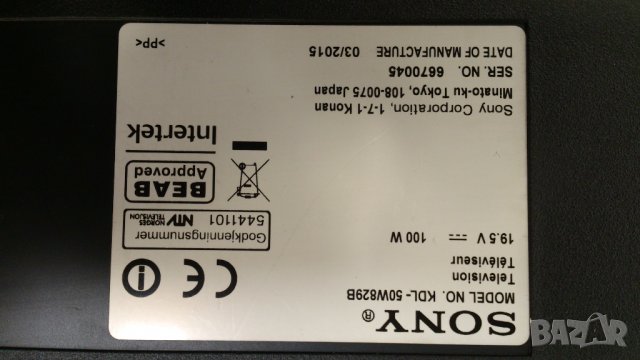 SONY®
MODEL NO. KDL-50W829B
Television
Téléviseur
19.5 V 100 W
Godkjenningsnummer
5441101 NTV NORGES TELEVISJON
BEAB
Approved
Intertek
Sony Corporation, 1-7-1 Konan
Minato-ku Tokyo, 108-0075 Japan
SER. NO. 6670045
DATE OF MANUFACTURE 03/2015
>PP<
BAZAR